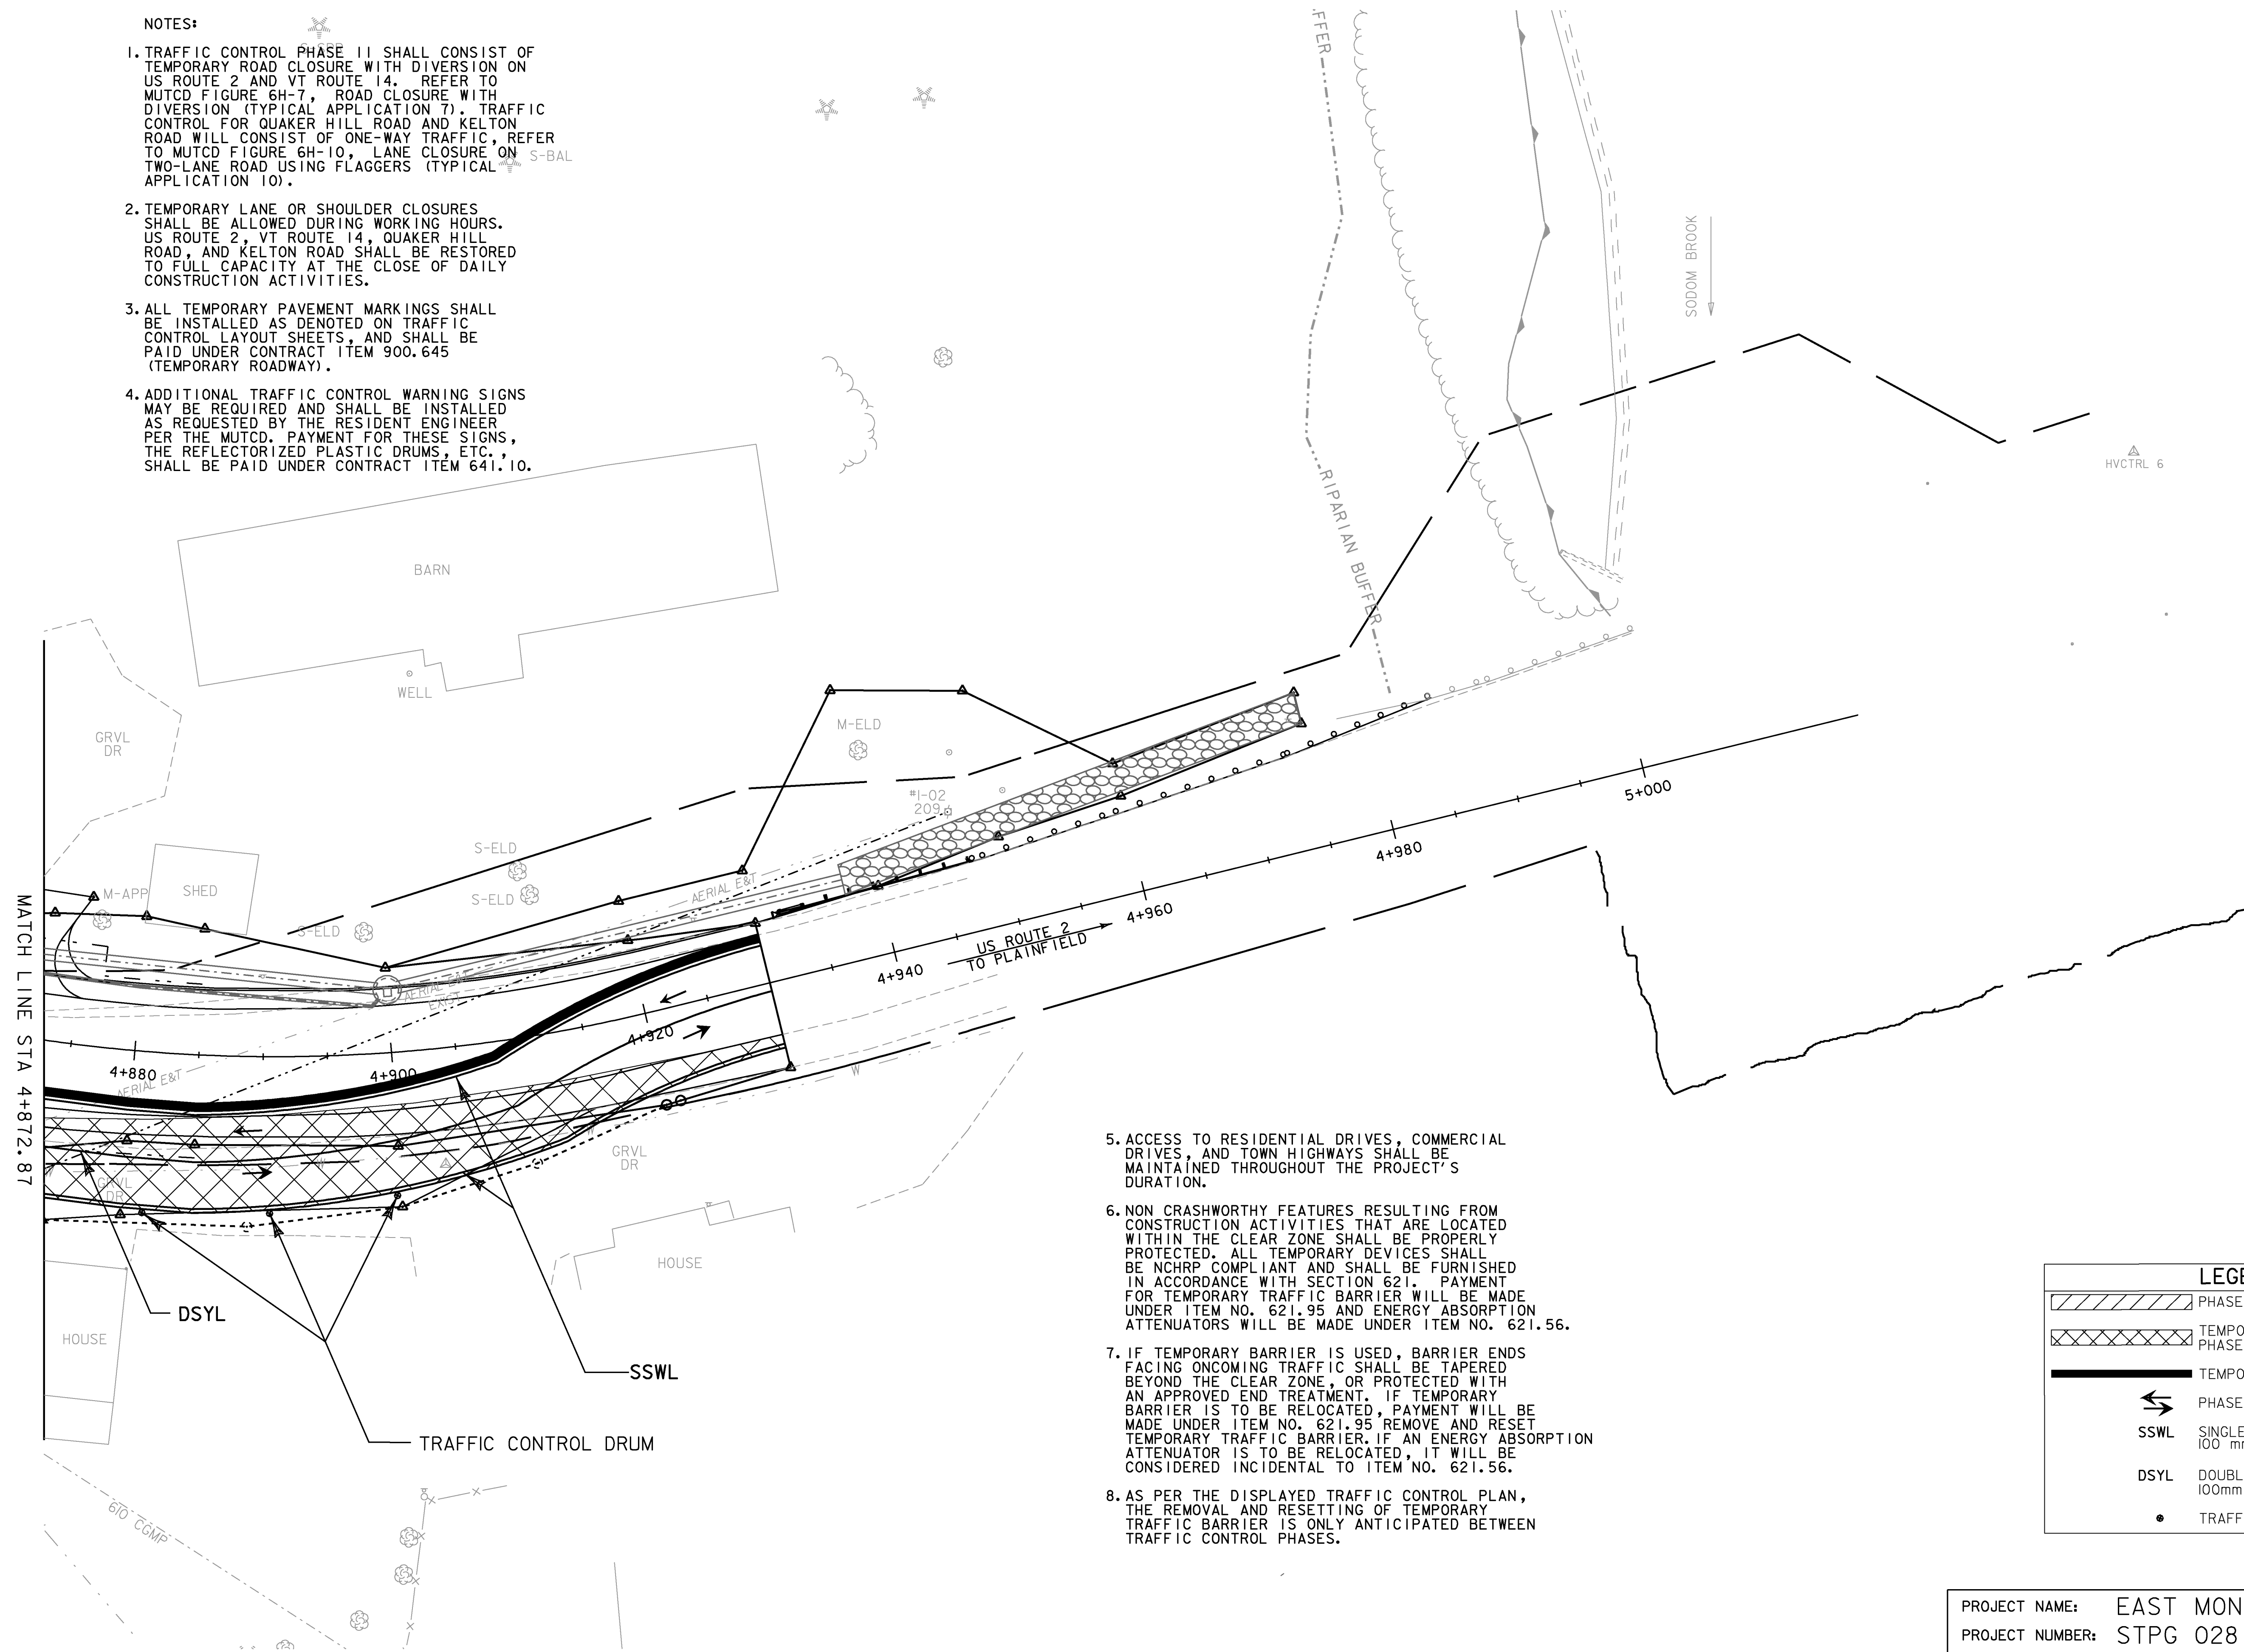 NOTES:
1. TRAFFIC CONTROL PHASE II SHALL CONSIST OF
TEMPORARY ROAD CLOSURE WITH DIVERSION ON
US ROUTE 2 AND VT ROUTE 14. REFER TO
MUTCD FIGURE 6H-7, ROAD CLOSURE WITH
DIVERSION (TYPICAL APPLICATION 7). TRAFFIC
CONTROL FOR QUAKER HILL ROAD AND KELTON
ROAD WILL CONSIST OF ONE-WAY TRAFFIC, REFER
TO MUTCD FIGURE 6H-10, LANE CLOSURE ON
TWO-LANE ROAD USING FLAGGERS (TYPICAL
APPLICATION 10).
2. TEMPORARY LANE OR SHOULDER CLOSURES
SHALL BE ALLOWED DURING WORKING HOURS.
US ROUTE 2, VT ROUTE 14, QUAKER HILL
ROAD, AND KELTON ROAD SHALL BE RESTORED
TO FULL CAPACITY AT THE CLOSE OF DAILY
CONSTRUCTION ACTIVITIES.
3. ALL TEMPORARY PAVEMENT MARKINGS SHALL
BE INSTALLED AS DENOTED ON TRAFFIC
CONTROL LAYOUT SHEETS, AND SHALL BE
PAID UNDER CONTRACT ITEM 900.645
(TEMPORARY ROADWAY).
4. ADDITIONAL TRAFFIC CONTROL WARNING SIGNS
MAY BE REQUIRED AND SHALL BE INSTALLED
AS REQUESTED BY THE RESIDENT ENGINEER
PER THE MUTCD. PAYMENT FOR THESE SIGNS,
THE REFLECTORIZED PLASTIC DRUMS, ETC.,
SHALL BE PAID UNDER CONTRACT ITEM 641.10.
S-BAL
FFER
RIPARIAN BUFFER
SODOM BROOK
HVCTRL 6
BARN
WELL
GRVL
DR
M-APP
SHED
S-ELD
S-ELD
S-ELD
M-ELD
#1-02
209
AERIAL E&T
AERIAL E&T
EXIST
AERIAL E&T
4+880
4+900
4+920
4+940
4+960
4+980
5+000
US ROUTE 2
TO PLAINFIELD
MATCH LINE STA 4+872.87
W
W
W
GRVL
DR
GRVL
DR
HOUSE
HOUSE
DSYL
SSWL
TRAFFIC CONTROL DRUM
610 CGMP
5. ACCESS TO RESIDENTIAL DRIVES, COMMERCIAL
DRIVES, AND TOWN HIGHWAYS SHALL BE
MAINTAINED THROUGHOUT THE PROJECT'S
DURATION.
6. NON CRASHWORTHY FEATURES RESULTING FROM
CONSTRUCTION ACTIVITIES THAT ARE LOCATED
WITHIN THE CLEAR ZONE SHALL BE PROPERLY
PROTECTED. ALL TEMPORARY DEVICES SHALL
BE NCHRP COMPLIANT AND SHALL BE FURNISHED
IN ACCORDANCE WITH SECTION 621. PAYMENT
FOR TEMPORARY TRAFFIC BARRIER WILL BE MADE
UNDER ITEM NO. 621.95 AND ENERGY ABSORPTION
ATTENUATORS WILL BE MADE UNDER ITEM NO. 621.56.
7. IF TEMPORARY BARRIER IS USED, BARRIER ENDS
FACING ONCOMING TRAFFIC SHALL BE TAPERED
BEYOND THE CLEAR ZONE, OR PROTECTED WITH
AN APPROVED END TREATMENT. IF TEMPORARY
BARRIER IS TO BE RELOCATED, PAYMENT WILL BE
MADE UNDER ITEM NO. 621.95 REMOVE AND RESET
TEMPORARY TRAFFIC BARRIER. IF AN ENERGY ABSORPTION
ATTENUATOR IS TO BE RELOCATED, IT WILL BE
CONSIDERED INCIDENTAL TO ITEM NO. 621.56.
8. AS PER THE DISPLAYED TRAFFIC CONTROL PLAN,
THE REMOVAL AND RESETTING OF TEMPORARY
TRAFFIC BARRIER IS ONLY ANTICIPATED BETWEEN
TRAFFIC CONTROL PHASES.
LEGE
PHASE
TEMPO
PHASE
TEMPO
PHASE
SSWL SINGLE
100 mm
DSYL DOUBL
100mm
TRAFF
PROJECT NAME: EAST MON
PROJECT NUMBER: STPG 028